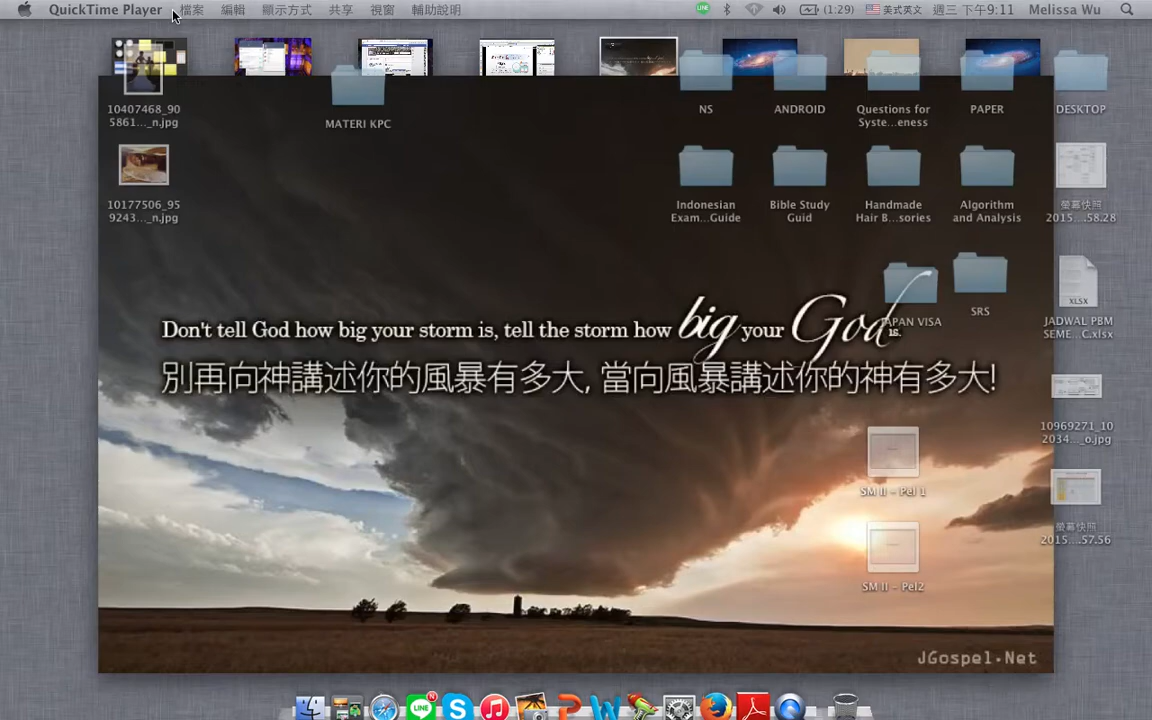 QuickTime Player 檔案 編輯 顯示方式 共享 視窗 輔助說明 (1:29) 美式英文 週三 下午9:11 Melissa Wu
10407468_90
5861..._n.jpg
MATERI KPC
NS
ANDROID
Questions for
Syste...eness
PAPER
DESKTOP
10177506_95
9243..._n.jpg
Indonesian
Exam...Guide
Bible Study
Guid
Handmade
Hair B...sories
Algorithm
and Analysis
螢幕快照
2015...58.28
JAPAN VISA
SRS
XLSX
JADWAL PBM
SEME...C.xlsx
Don't tell God how big your storm is, tell the storm how big your God is.
別再向神講述你的風暴有多大, 當向風暴講述你的神有多大!
10969271_10
2034..._o.jpg
SM II - Pel 1
螢幕快照
2015...57.56
SM II - Pel2
JGospel.Net
LINE
N